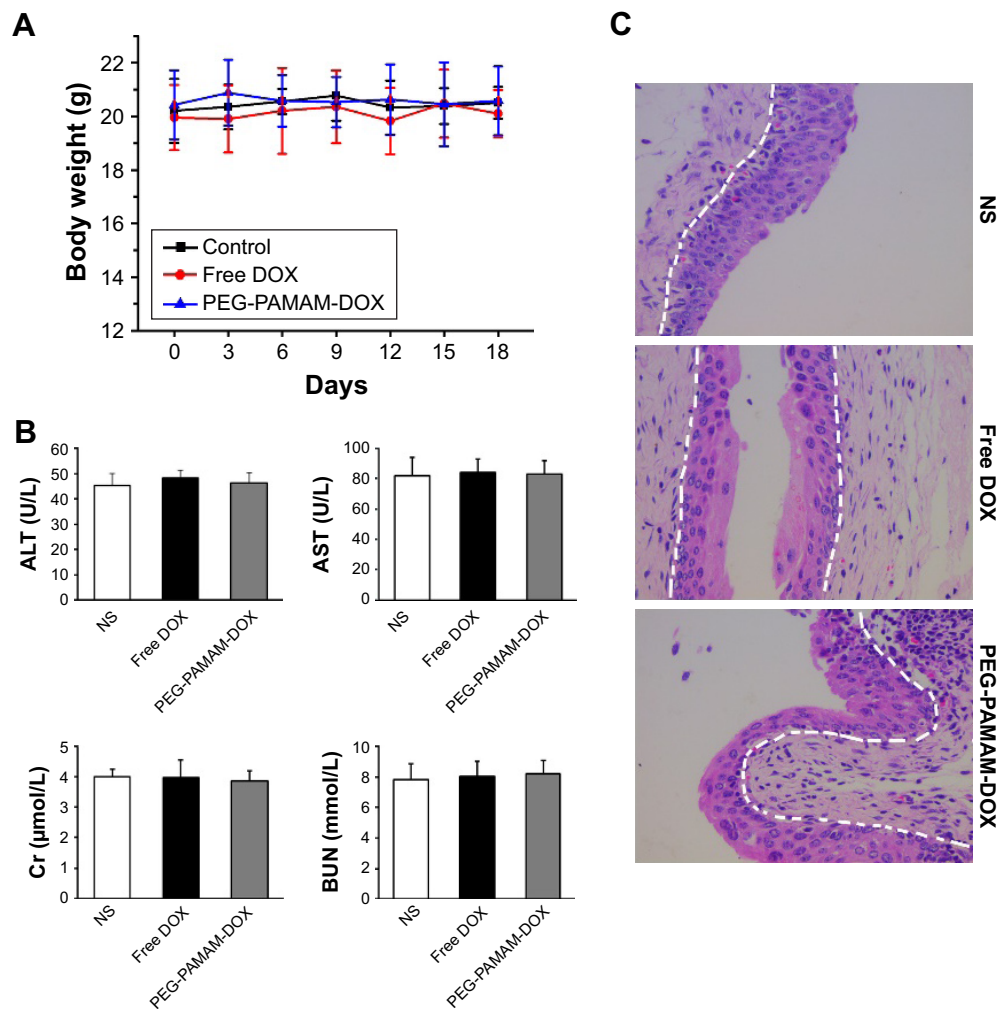 A
22
20
18
16
14
12
Body weight (g)
Control
Free DOX
PEG-PAMAM-DOX
0 3 6 9 12 15 18
Days
B
60
50
40
30
20
10
0
ALT (U/L)
NS
Free DOX
PEG-PAMAM-DOX
100
80
60
40
20
0
AST (U/L)
NS
Free DOX
PEG-PAMAM-DOX
5
4
3
2
1
0
Cr (μmol/L)
NS
Free DOX
PEG-PAMAM-DOX
10
8
6
4
2
0
BUN (mmol/L)
NS
Free DOX
PEG-PAMAM-DOX
C
NS
Free DOX
PEG-PAMAM-DOX